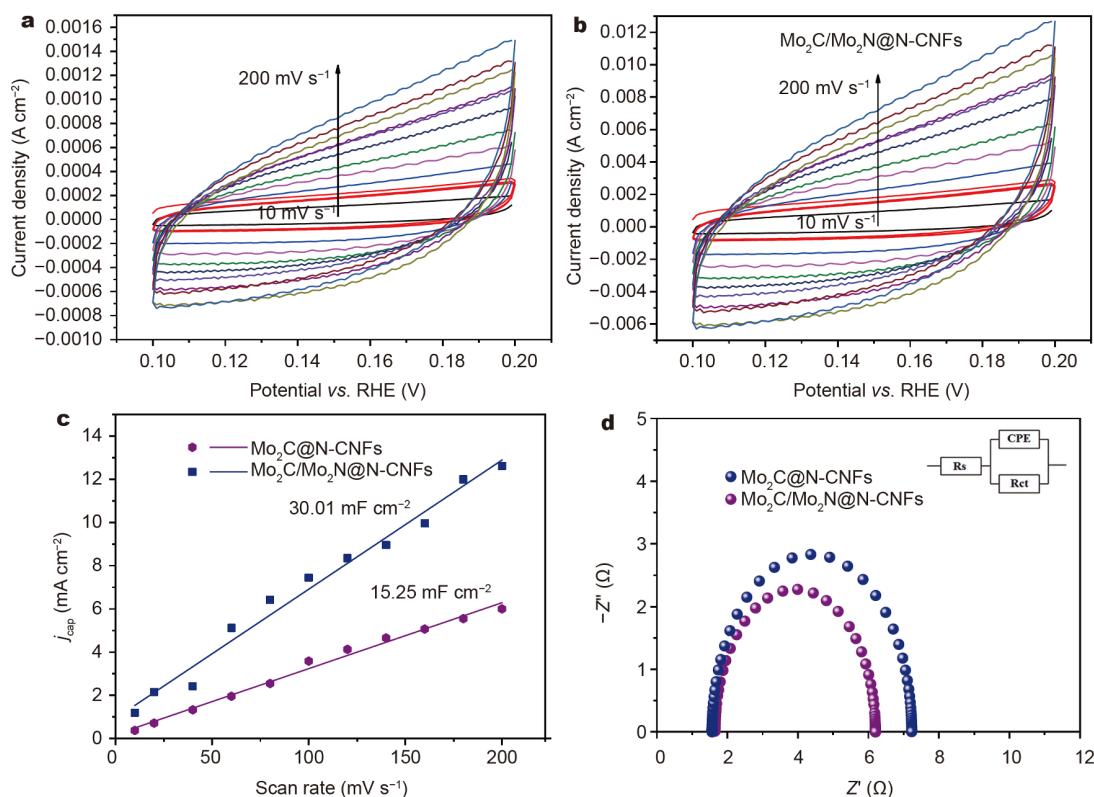 a
0.0016
0.0014
0.0012
0.0010
0.0008
0.0006
0.0004
0.0002
0.0000
−0.0002
−0.0004
−0.0006
−0.0008
−0.0010
Current density (A cm⁻²)
200 mV s⁻¹
10 mV s⁻¹
0.10 0.12 0.14 0.16 0.18 0.20
Potential vs. RHE (V)
b
0.012
0.010
0.008
0.006
0.004
0.002
0.000
−0.002
−0.004
−0.006
Current density (A cm⁻²)
Mo₂C/Mo₂N@N-CNFs
200 mV s⁻¹
10 mV s⁻¹
0.10 0.12 0.14 0.16 0.18 0.20
Potential vs. RHE (V)
c
14
12
10
8
6
4
2
0
j cap (mA cm⁻²)
Mo₂C@N-CNFs
Mo₂C/Mo₂N@N-CNFs
30.01 mF cm⁻²
15.25 mF cm⁻²
50 100 150 200
Scan rate (mV s⁻¹)
d
−5
−4
−3
−2
−1
0
−Z" (Ω)
Mo₂C@N-CNFs
Mo₂C/Mo₂N@N-CNFs
CPE
Rs
Rct
0 2 4 6 8 10 12
Z' (Ω)